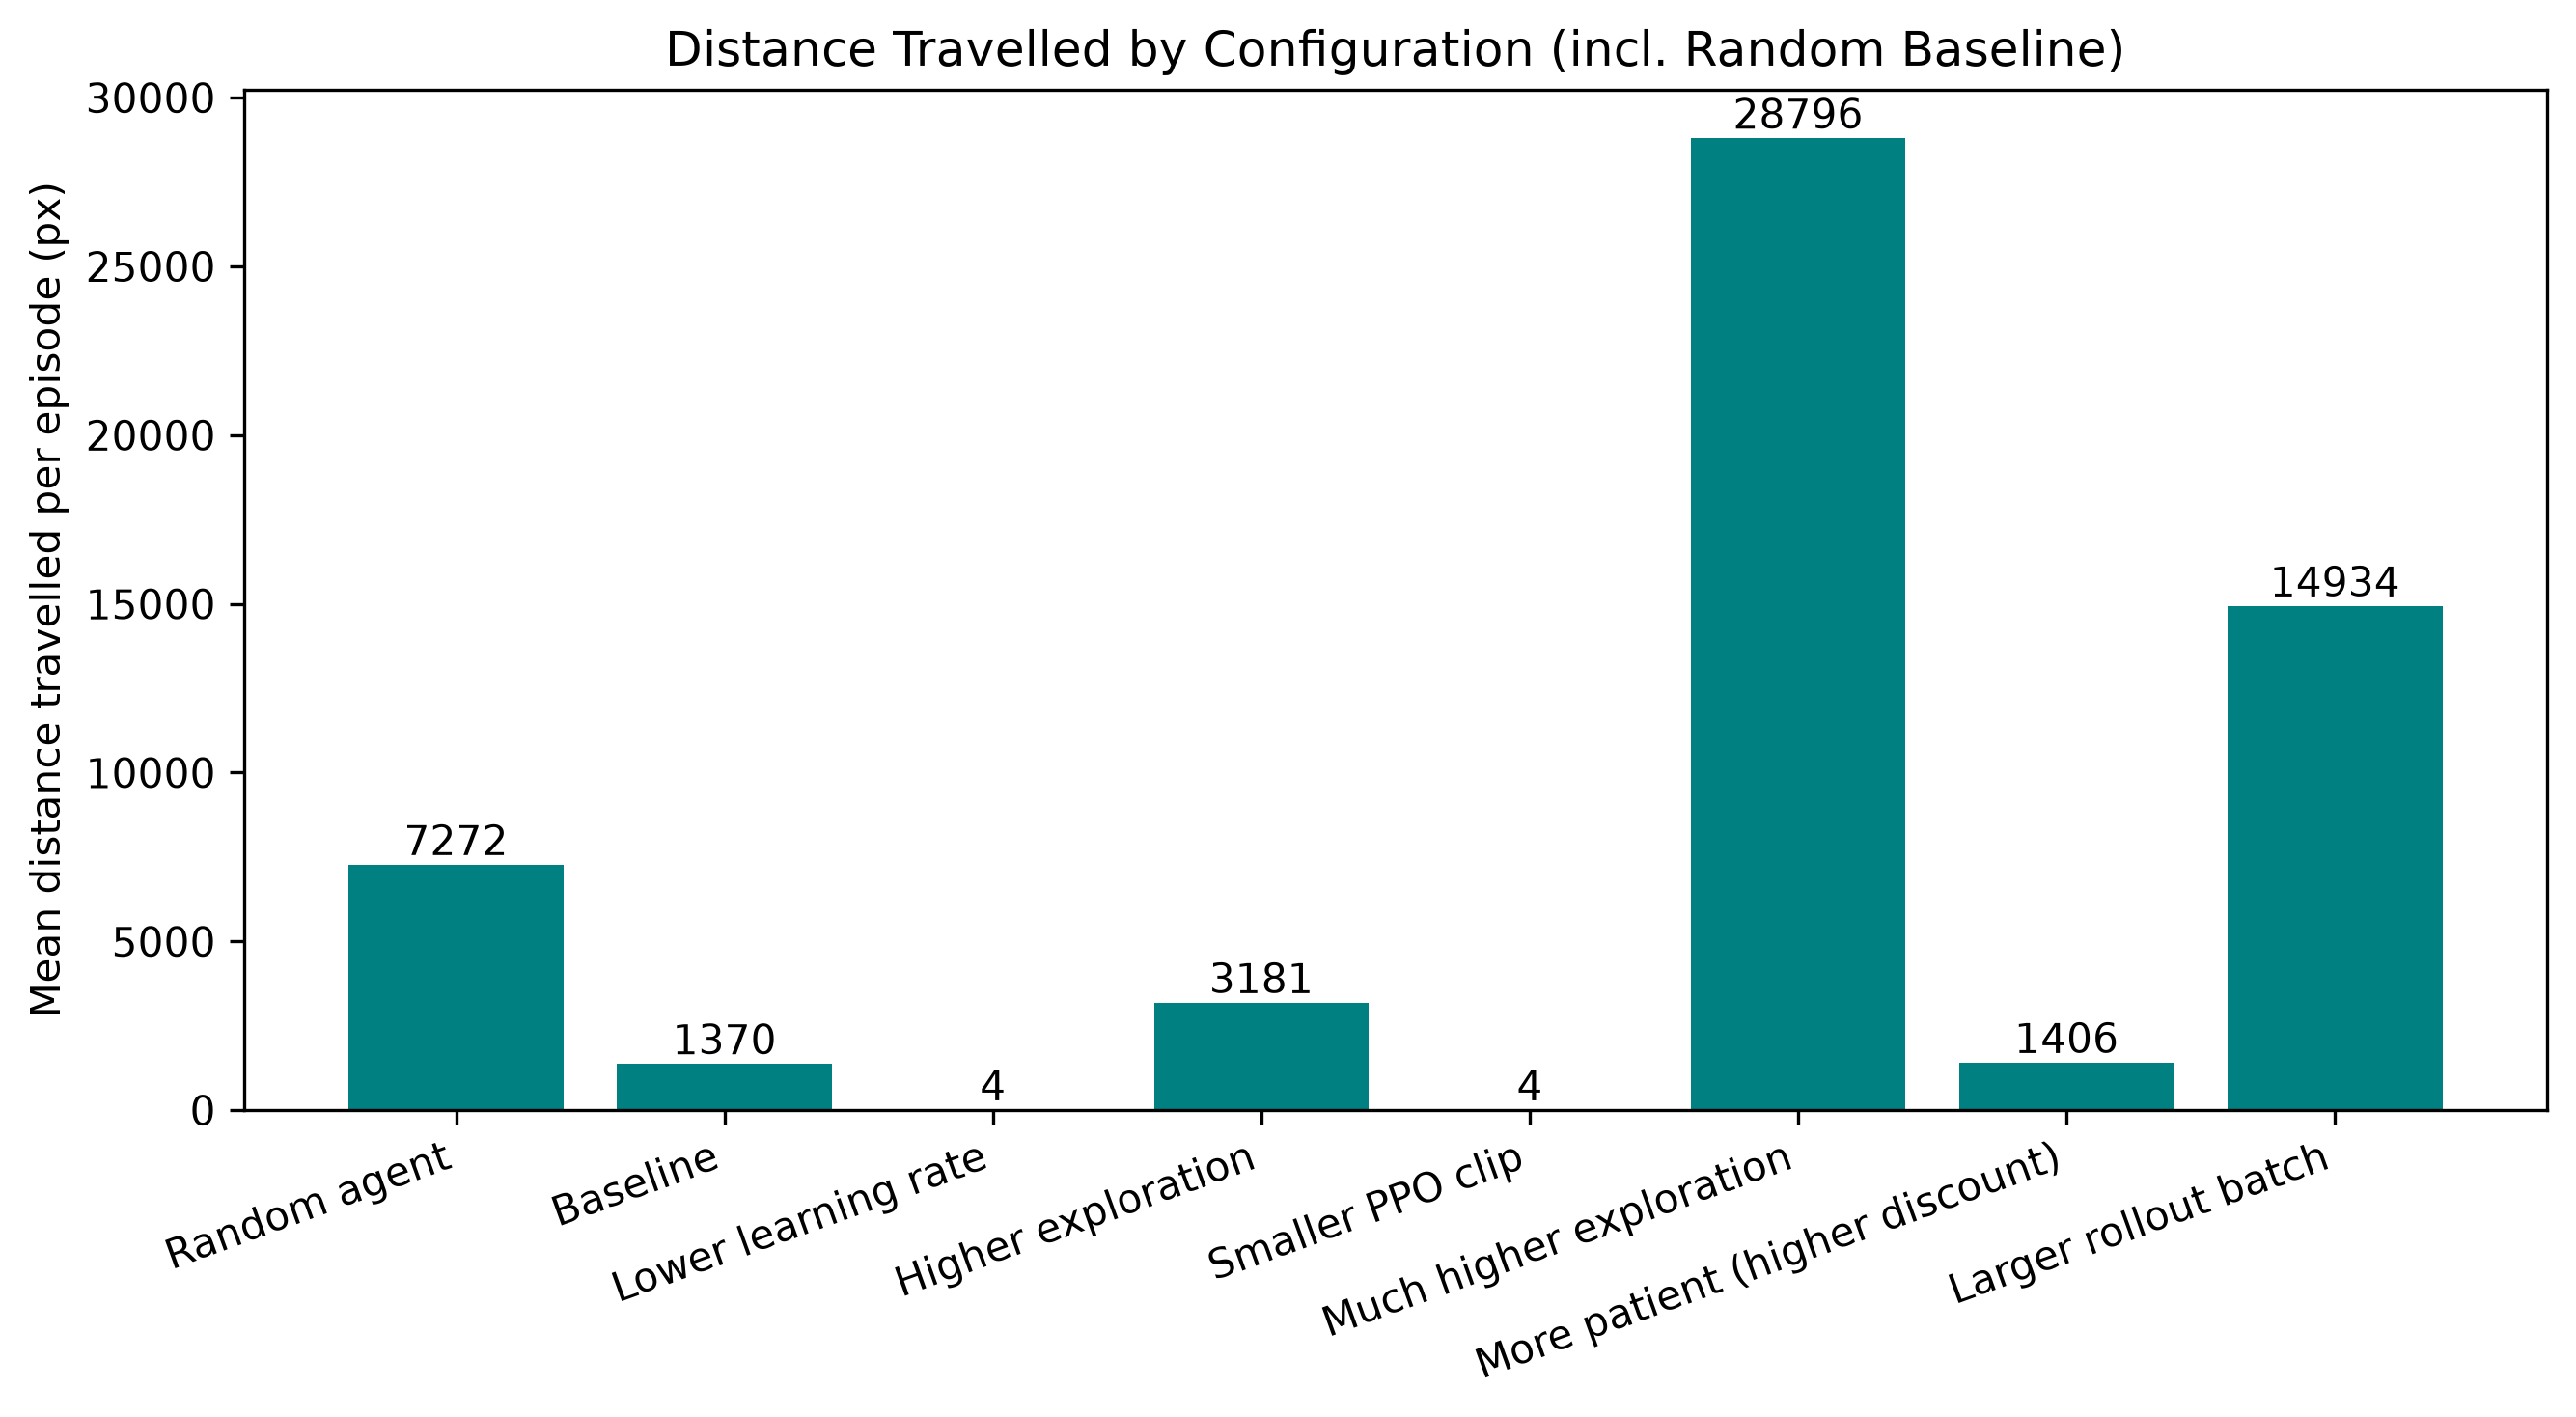 Distance Travelled by Configuration (incl. Random Baseline)
Mean distance travelled per episode (px)
30000
25000
20000
15000
10000
5000
0
7272
1370
4
3181
4
28796
1406
14934
Random agent
Baseline
Lower learning rate
Higher exploration
Smaller PPO clip
Much higher exploration
More patient (higher discount)
Larger rollout batch